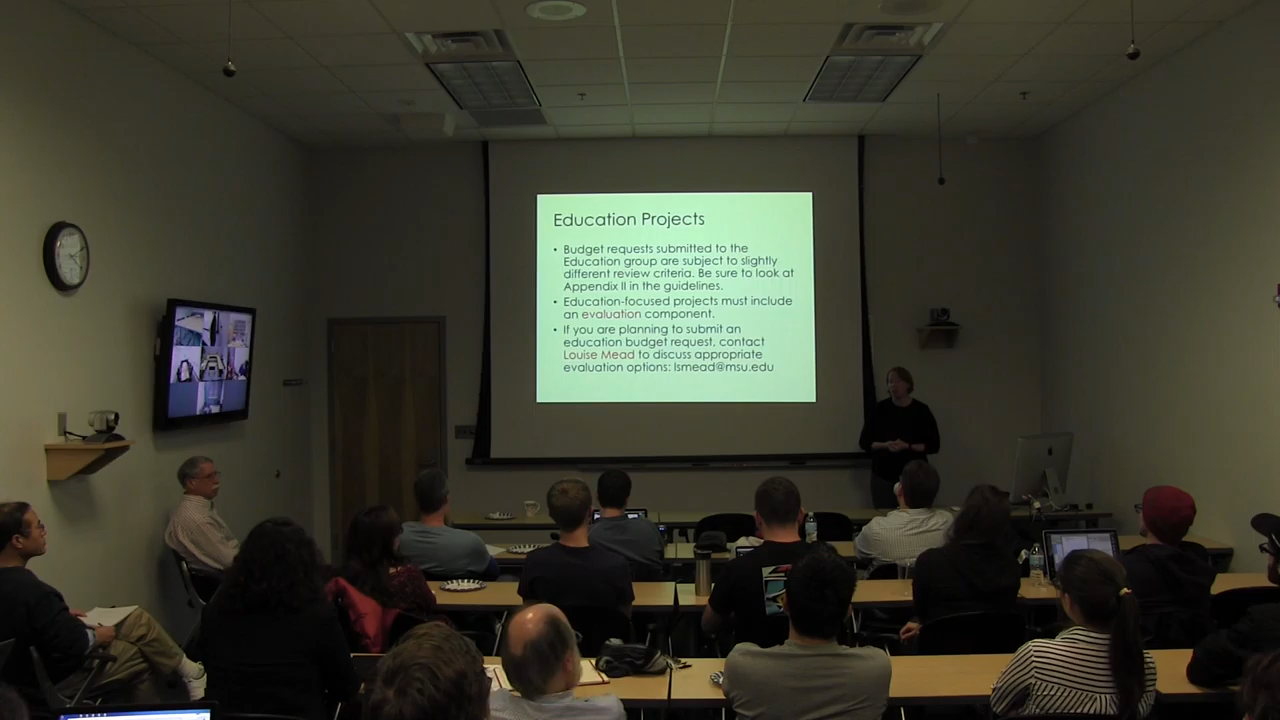 Education Projects
• Budget requests submitted to the
Education group are subject to slightly
different review criteria. Be sure to look at
Appendix II in the guidelines.
• Education-focused projects must include
an evaluation component.
• If you are planning to submit an
education budget request, contact
Louise Mead to discuss appropriate
evaluation options: lsmead@msu.edu